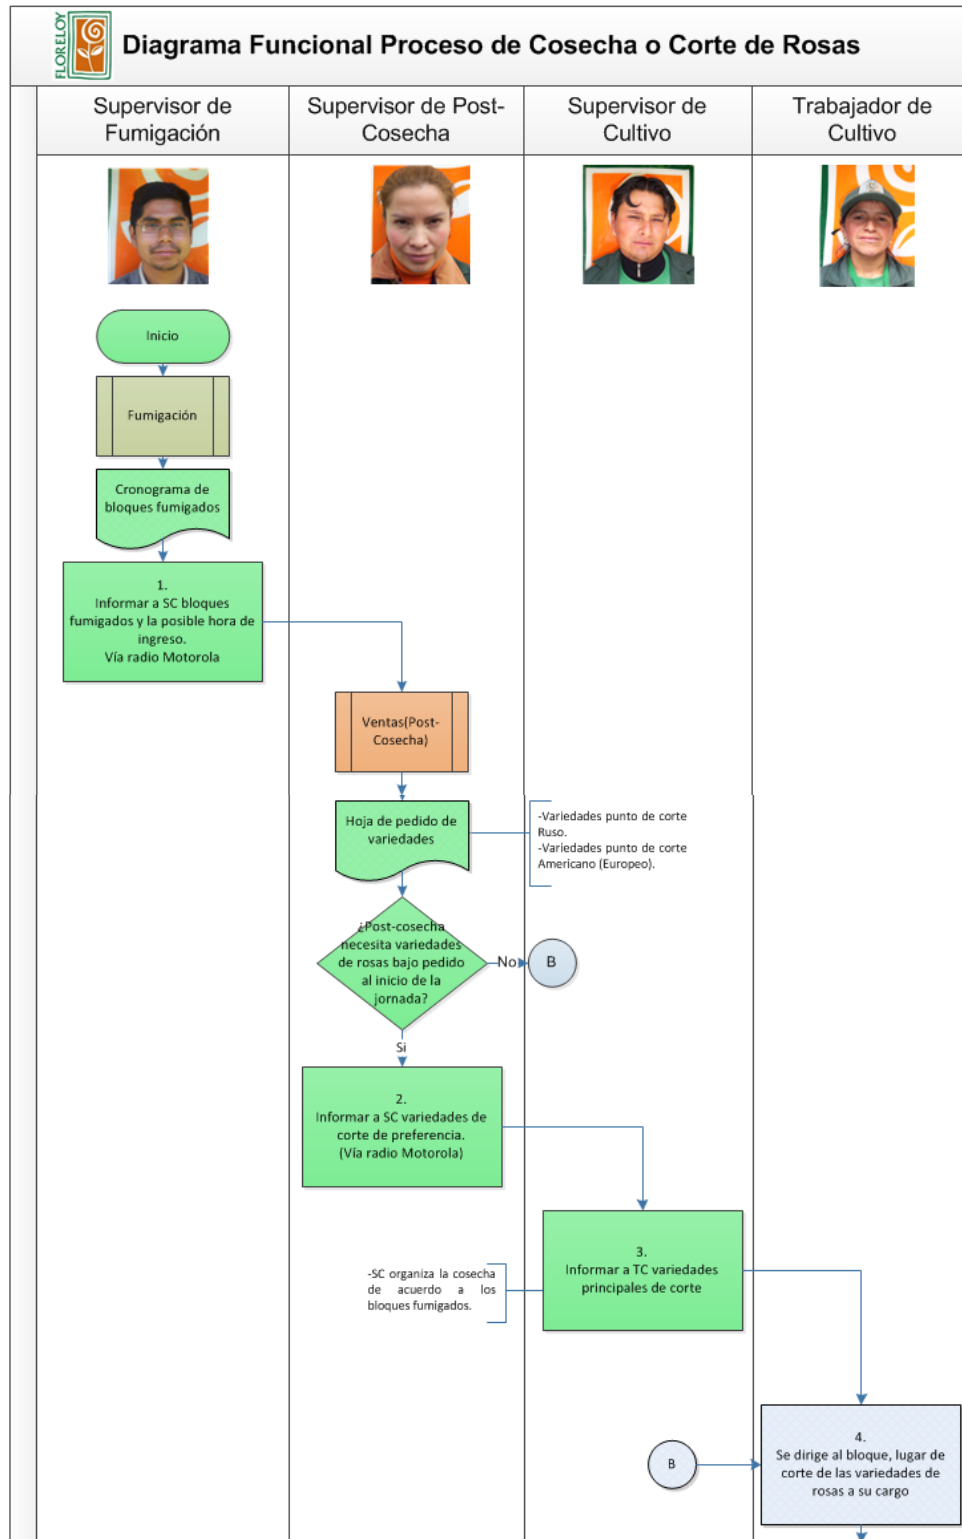 FLORELOY
Diagrama Funcional Proceso de Cosecha o Corte de Rosas
Supervisor de
Fumigación
Supervisor de Post-
Cosecha
Supervisor de
Cultivo
Trabajador de
Cultivo
Inicio
Fumigación
Cronograma de
bloques fumigados
1.
Informar a SC bloques
fumigados y la posible hora de
ingreso.
Vía radio Motorola
Ventas(Post-
Cosecha)
Hoja de pedido de
variedades
-Variedades punto de corte
Ruso.
-Variedades punto de corte
Americano (Europeo).
¿Post-cosecha
necesita variedades
de rosas bajo pedido
al inicio de la
jornada?
No
B
Si
2.
Informar a SC variedades de
corte de preferencia.
(Vía radio Motorola)
3.
Informar a TC variedades
principales de corte
-SC organiza la cosecha
de acuerdo a los
bloques fumigados.
4.
Se dirige al bloque, lugar de
corte de las variedades de
rosas a su cargo
B